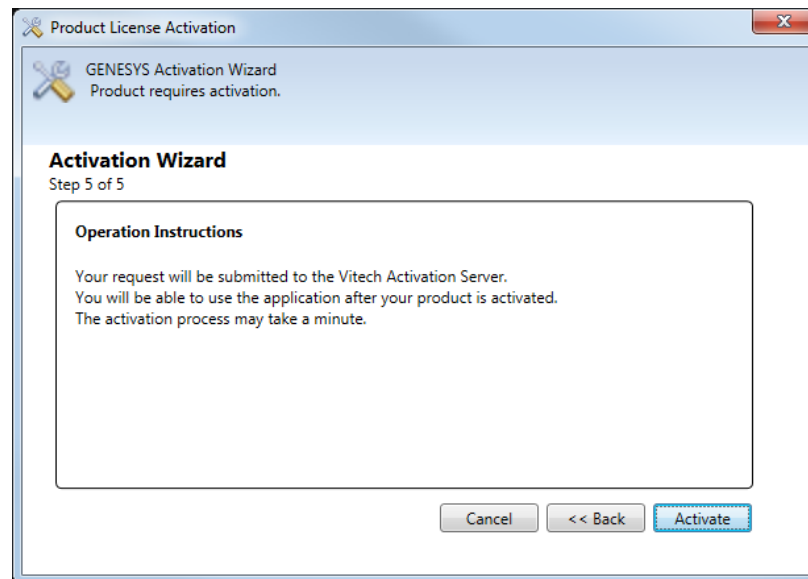 Product License Activation
GENESYS Activation Wizard
Product requires activation.
Activation Wizard
Step 5 of 5
Operation Instructions
Your request will be submitted to the Vitech Activation Server.
You will be able to use the application after your product is activated.
The activation process may take a minute.
Cancel
<< Back
Activate